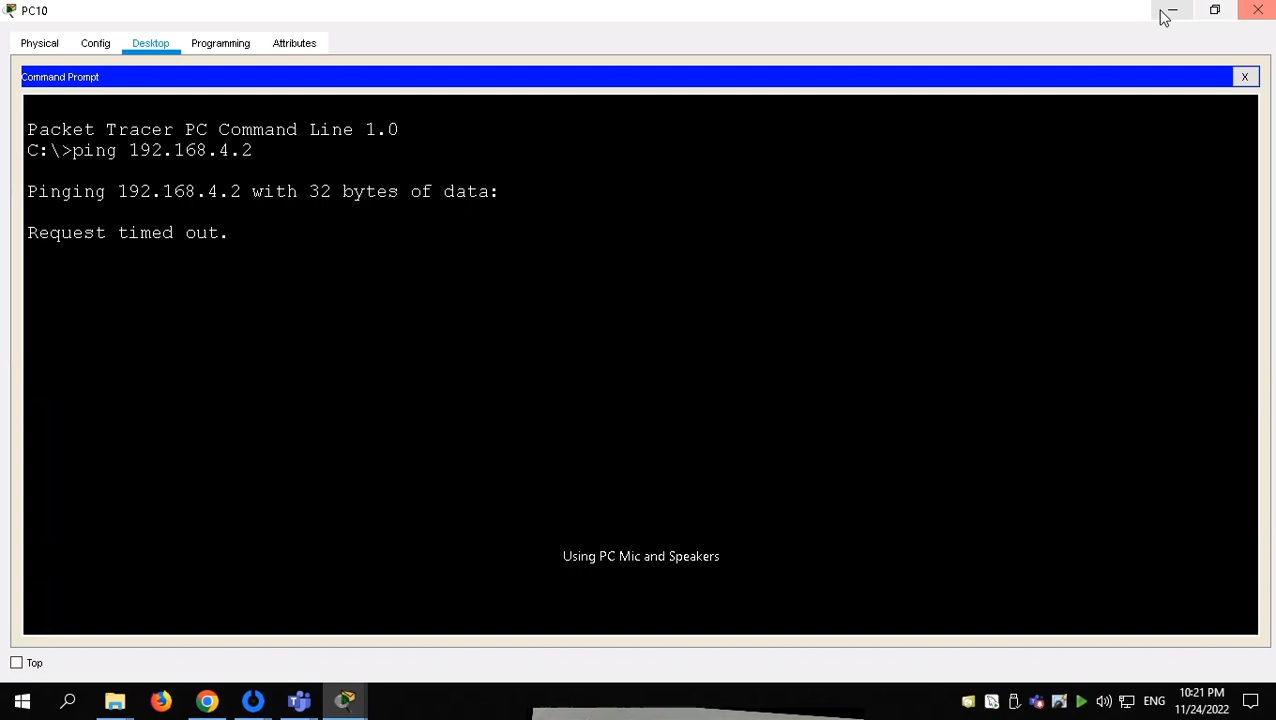 PC10
Physical Config Desktop Programming Attributes
Command Prompt X
Packet Tracer PC Command Line 1.0
C:\>ping 192.168.4.2
Pinging 192.168.4.2 with 32 bytes of data:
Request timed out.
Using PC Mic and Speakers
Top
ENG
10:21 PM
11/24/2022